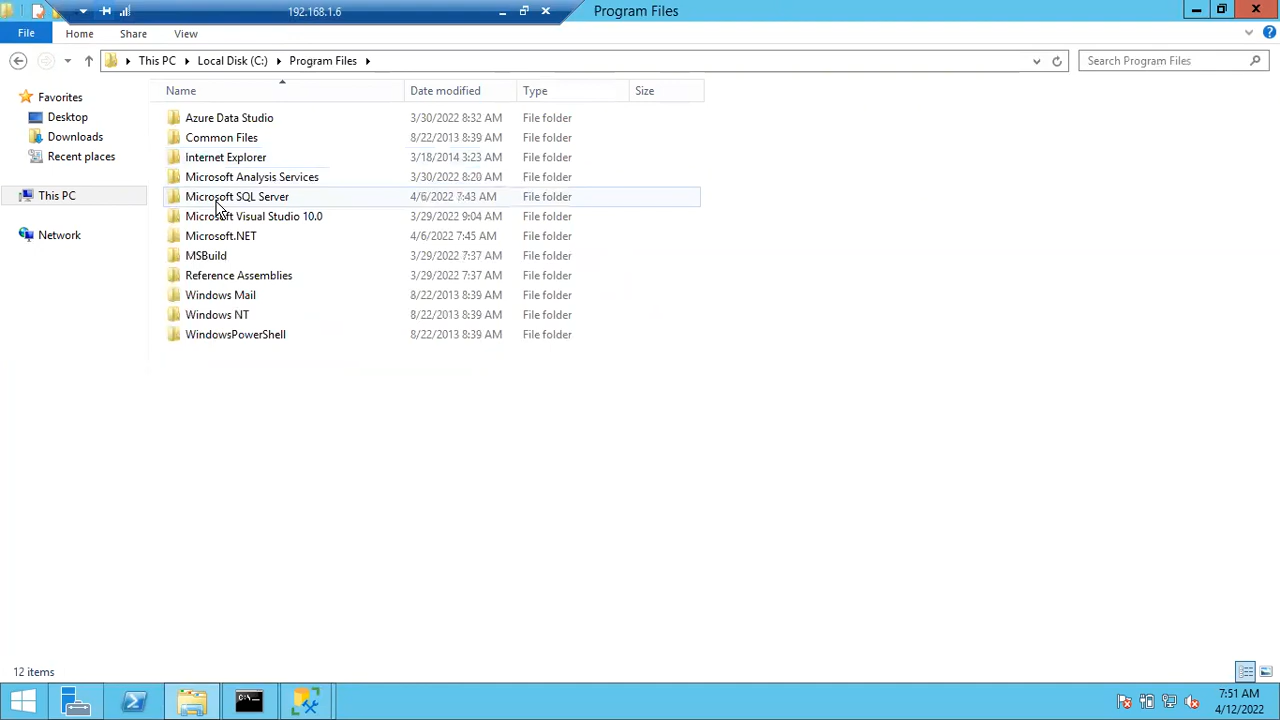 192.168.1.6
Program Files
File Home Share View
This PC Local Disk (C:) Program Files
Search Program Files
Name Date modified Type Size
Favorites
Desktop
Downloads
Recent places
This PC
Network
Azure Data Studio 3/30/2022 8:32 AM File folder
Common Files 8/22/2013 8:39 AM File folder
Internet Explorer 3/18/2014 3:23 AM File folder
Microsoft Analysis Services 3/30/2022 8:20 AM File folder
Microsoft SQL Server 4/6/2022 7:43 AM File folder
Microsoft Visual Studio 10.0 3/29/2022 9:04 AM File folder
Microsoft.NET 4/6/2022 7:45 AM File folder
MSBuild 3/29/2022 7:37 AM File folder
Reference Assemblies 3/29/2022 7:37 AM File folder
Windows Mail 8/22/2013 8:39 AM File folder
Windows NT 8/22/2013 8:39 AM File folder
WindowsPowerShell 8/22/2013 8:39 AM File folder
12 items
7:51 AM
4/12/2022